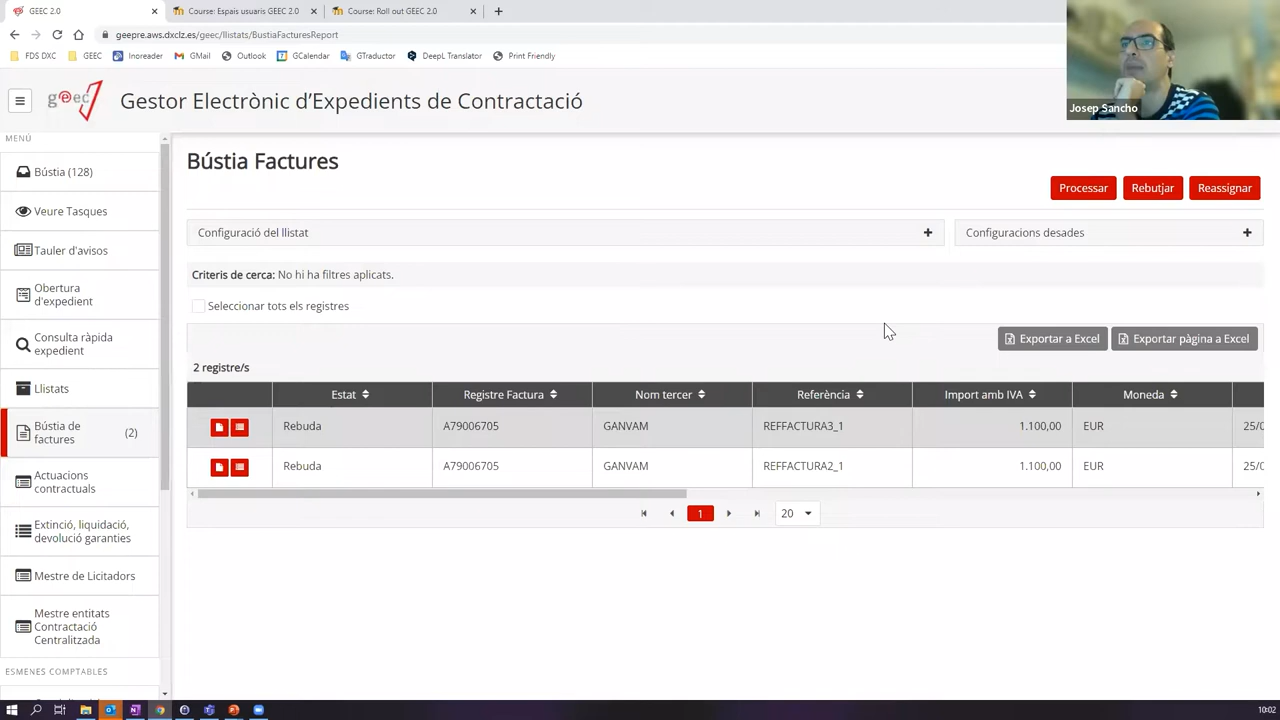 GEEC 2.0
Course: Espais usuaris GEEC 2.0
Course: Roll out GEEC 2.0
geepre.aws.dxclz.es/geec/llistats/BustiaFacturesReport
FDS DXC
GEEC
Inoreader
GMail
Outlook
GCalendar
GTraductor
DeepL Translator
Print Friendly
Josep Sancho
geec
Gestor Electrònic d'Expedients de Contractació
MENÚ
Bústia (128)
Veure Tasques
Tauler d'avisos
Obertura
d'expedient
Consulta ràpida
expedient
Llistats
Bústia de
factures
(2)
Actuacions
contractuals
Extinció, liquidació,
devolució garanties
Mestre de Licitadors
Mestre entitats
Contractació
Centralitzada
ESMENES COMPTABLES
Bústia Factures
Processar
Rebutjar
Reassignar
Configuració del llistat
Configuracions desades
Criteris de cerca: No hi ha filtres aplicats.
Seleccionar tots els registres
Exportar a Excel
Exportar pàgina a Excel
2 registre/s
Estat
Registre Factura
Nom tercer
Referència
Import amb IVA
Moneda
Rebuda
A79006705
GANVAM
REFFACTURA3_1
1.100,00
EUR
25/0
Rebuda
A79006705
GANVAM
REFFACTURA2_1
1.100,00
EUR
25/0
1
20
10:02